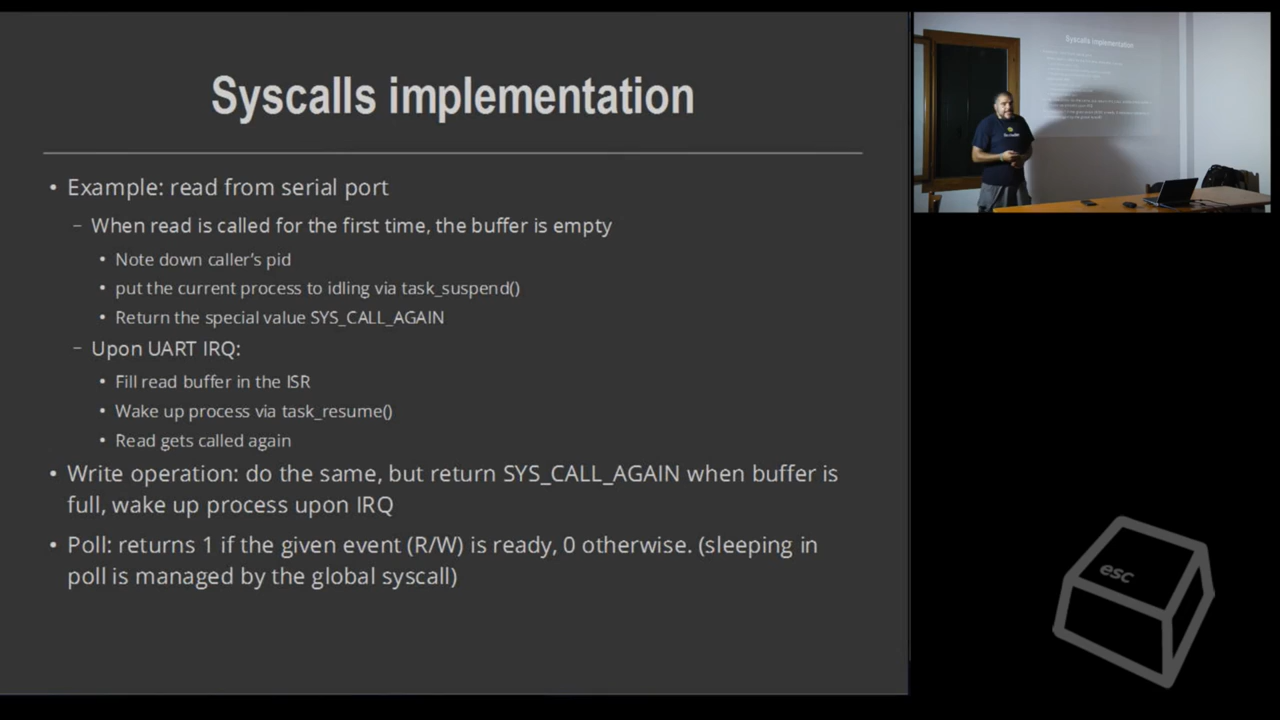 Syscalls implementation
• Example: read from serial port
– When read is called for the first time, the buffer is empty
• Note down caller's pid
• put the current process to idling via task_suspend()
• Return the special value SYS_CALL_AGAIN
– Upon UART IRQ:
• Fill read buffer in the ISR
• Wake up process via task_resume()
• Read gets called again
• Write operation: do the same, but return SYS_CALL_AGAIN when buffer is
full, wake up process upon IRQ
• Poll: returns 1 if the given event (R/W) is ready, 0 otherwise. (sleeping in
poll is managed by the global syscall)
Syscalls implementation
esc